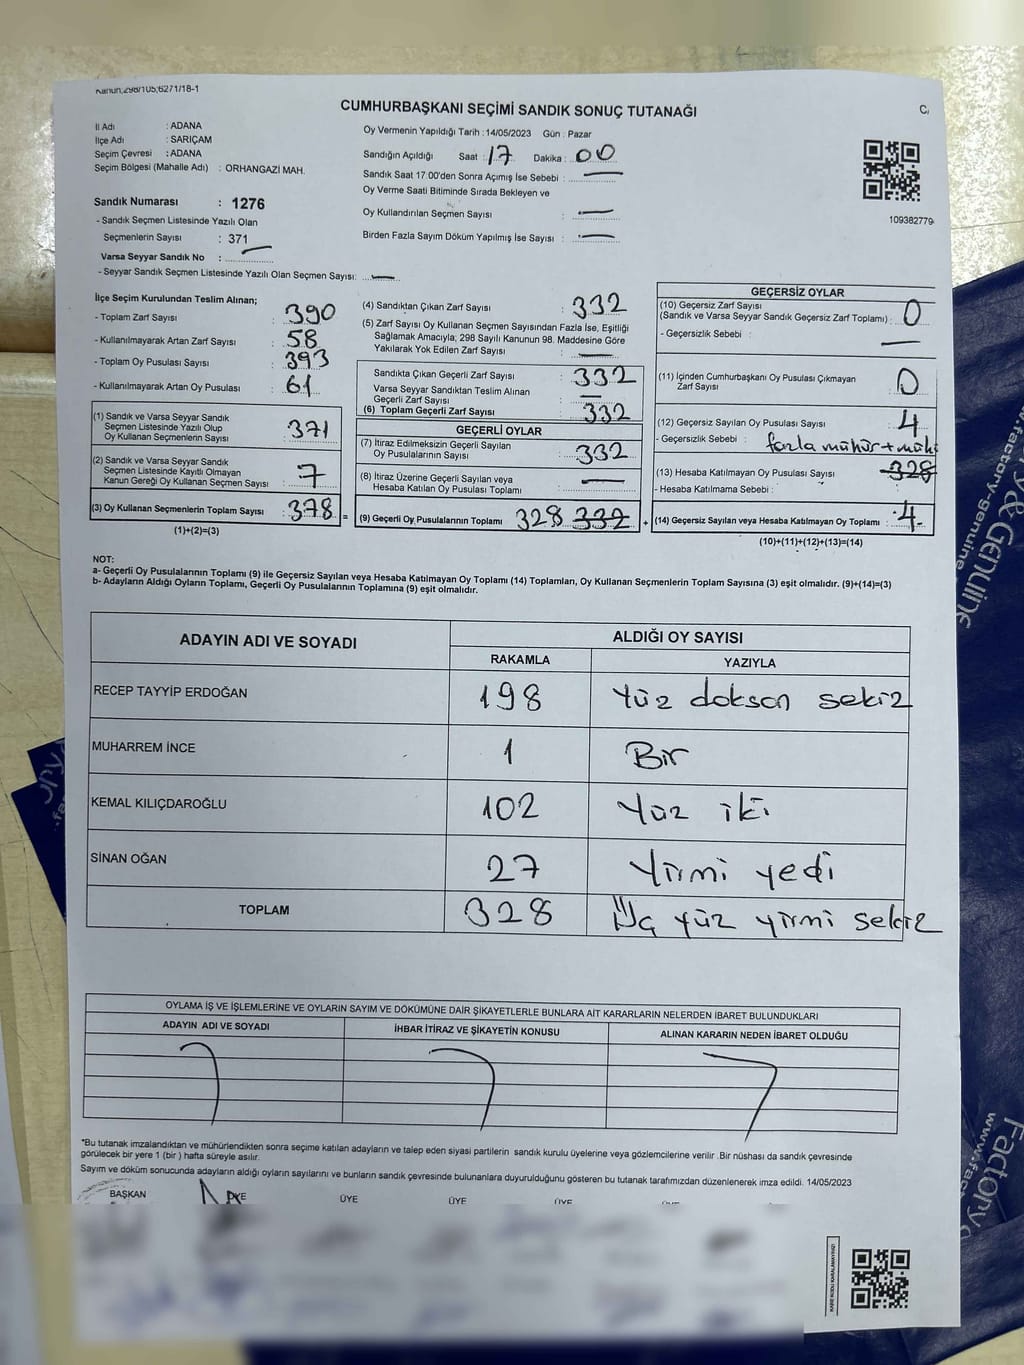 Kanun:298/105;6271/18-1
CUMHURBAŞKANI SEÇİMİ SANDIK SONUÇ TUTANAĞI
İl Adı : ADANA
İlçe Adı : SARIÇAM
Seçim Çevresi : ADANA
Seçim Bölgesi (Mahalle Adı) : ORHANGAZİ MAH.
Sandık Numarası : 1276
- Sandık Seçmen Listesinde Yazılı Olan
Seçmenlerin Sayısı : 371
Varsa Seyyar Sandık No :
- Seyyar Sandık Seçmen Listesinde Yazılı Olan Seçmen Sayısı: —
Oy Vermenin Yapıldığı Tarih :14/05/2023 Gün : Pazar
Sandığın Açıldığı Saat : 17 Dakika : 00
Sandık Saat 17:00'den Sonra Açımış İse Sebebi : —
Oy Verme Saati Bitiminde Sırada Bekleyen ve
Oy Kullandırılan Seçmen Sayısı : —
Birden Fazla Sayım Döküm Yapılmış İse Sayısı : —
109382779
İlçe Seçim Kurulundan Teslim Alınan;
- Toplam Zarf Sayısı : 390
- Kullanılmayarak Artan Zarf Sayısı : 58
- Toplam Oy Pusulası Sayısı : 393
- Kullanılmayarak Artan Oy Pusulası : 61
(1) Sandık ve Varsa Seyyar Sandık
Seçmen Listesinde Yazılı Olup
Oy Kullanan Seçmenlerin Sayısı : 371
(2) Sandık ve Varsa Seyyar Sandık
Seçmen Listesinde Kayıtlı Olmayan
Kanun Gereği Oy Kullanan Seçmen Sayısı : 7
(3) Oy Kullanan Seçmenlerin Toplam Sayısı : 378
(1)+(2)=(3)
(4) Sandıktan Çıkan Zarf Sayısı : 332
(5) Zarf Sayısı Oy Kullanan Seçmen Sayısından Fazla İse, Eşitliği
Sağlamak Amacıyla; 298 Sayılı Kanunun 98. Maddesine Göre
Yakılarak Yok Edilen Zarf Sayısı : —
Sandıkta Çıkan Geçerli Zarf Sayısı : 332
Varsa Seyyar Sandıktan Teslim Alınan
Geçerli Zarf Sayısı : —
(6) Toplam Geçerli Zarf Sayısı : 332
GEÇERLİ OYLAR
(7) İtiraz Edilmeksizin Geçerli Sayılan
Oy Pusulalarının Sayısı : 332
(8) İtiraz Üzerine Geçerli Sayılan veya
Hesaba Katılan Oy Pusulası Toplamı : —
= (9) Geçerli Oy Pusulalarının Toplamı 328 332 +
GEÇERSİZ OYLAR
(10) Geçersiz Zarf Sayısı
(Sandık ve Varsa Seyyar Sandık Geçersiz Zarf Toplamı) : 0
- Geçersizlik Sebebi : —
(11) İçinden Cumhurbaşkanı Oy Pusulası Çıkmayan
Zarf Sayısı : 0
(12) Geçersiz Sayılan Oy Pusulası Sayısı : 4
- Geçersizlik Sebebi : fazla mühür+mühü
(13) Hesaba Katılmayan Oy Pusulası Sayısı : 328
- Hesaba Katılmama Sebebi :
(14) Geçersiz Sayılan veya Hesaba Katılmayan Oy Toplamı : 4
(10)+(11)+(12)+(13)=(14)
NOT:
a- Geçerli Oy Pusulalarının Toplamı (9) ile Geçersiz Sayılan veya Hesaba Katılmayan Oy Toplamı (14) Toplamları, Oy Kullanan Seçmenlerin Toplam Sayısına (3) eşit olmalıdır. (9)+(14)=(3)
b- Adayların Aldığı Oyların Toplamı, Geçerli Oy Pusulalarının Toplamına (9) eşit olmalıdır.
ADAYIN ADI VE SOYADI ALDIĞI OY SAYISI
RAKAMLA YAZIYLA
RECEP TAYYİP ERDOĞAN 198 Yüz doksan sekiz
MUHARREM İNCE 1 Bir
KEMAL KILIÇDAROĞLU 102 Yüz iki
SİNAN OĞAN 27 Yirmi yedi
TOPLAM 328 Üç yüz yirmi sekiz
OYLAMA İŞ VE İŞLEMLERİNE VE OYLARIN SAYIM VE DÖKÜMÜNE DAİR ŞİKAYETLERLE BUNLARA AİT KARARLARIN NELERDEN İBARET BULUNDUKLARI
ADAYIN ADI VE SOYADI İHBAR İTİRAZ VE ŞİKAYETİN KONUSU ALINAN KARARIN NEDEN İBARET OLDUĞU
*Bu tutanak imzalandıktan ve mühürlendikten sonra seçime katılan adayların ve talep eden siyasi partilerin sandık kurulu üyelerine veya gözlemcilerine verilir .Bir nüshası da sandık çevresinde
görülecek bir yere 1 (bir ) hafta süreyle asılır.
Sayım ve döküm sonucunda adayların aldığı oyların sayılarını ve bunların sandık çevresinde bulunanlara duyurulduğunu gösteren bu tutanak tarafımızdan düzenlenerek imza edildi. 14/05/2023
BAŞKAN ÜYE ÜYE ÜYE ÜYE